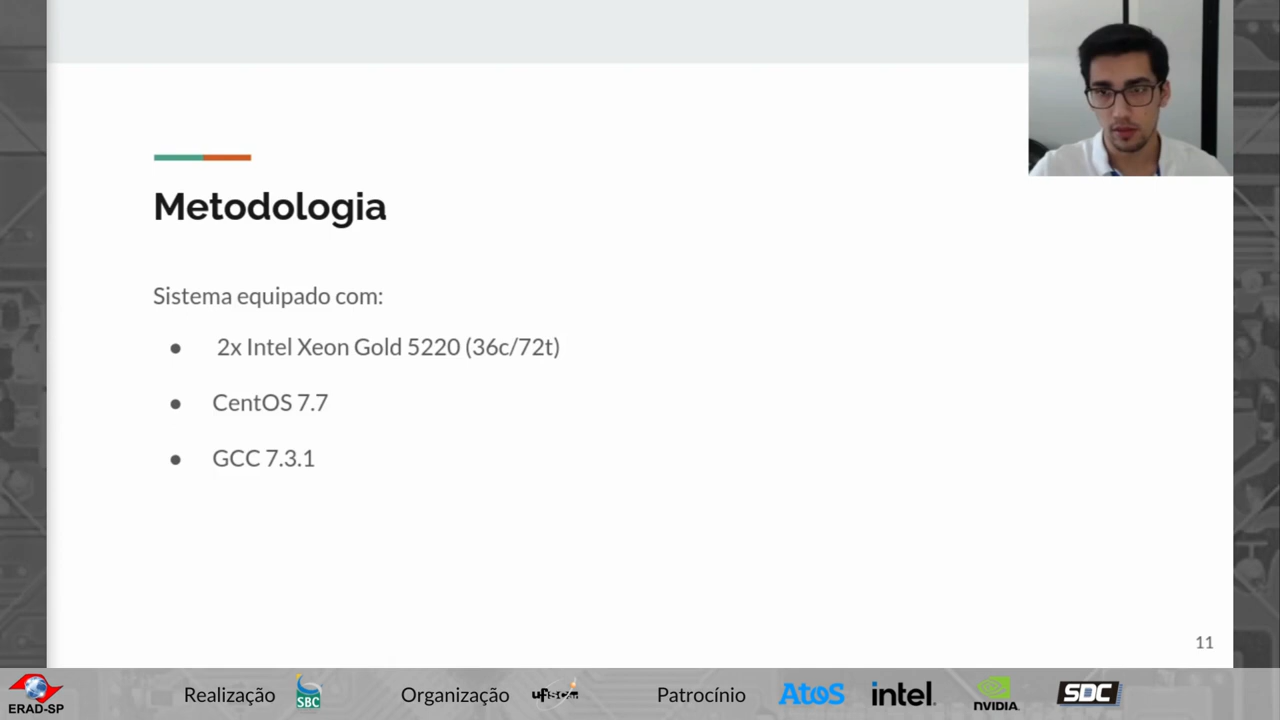 Metodologia
Sistema equipado com:
● 2x Intel Xeon Gold 5220 (36c/72t)
● CentOS 7.7
● GCC 7.3.1
11
ERAD-SP
Realização
SBC
Organização
ufscar
Patrocínio
Atos
intel.
NVIDIA.
SDC